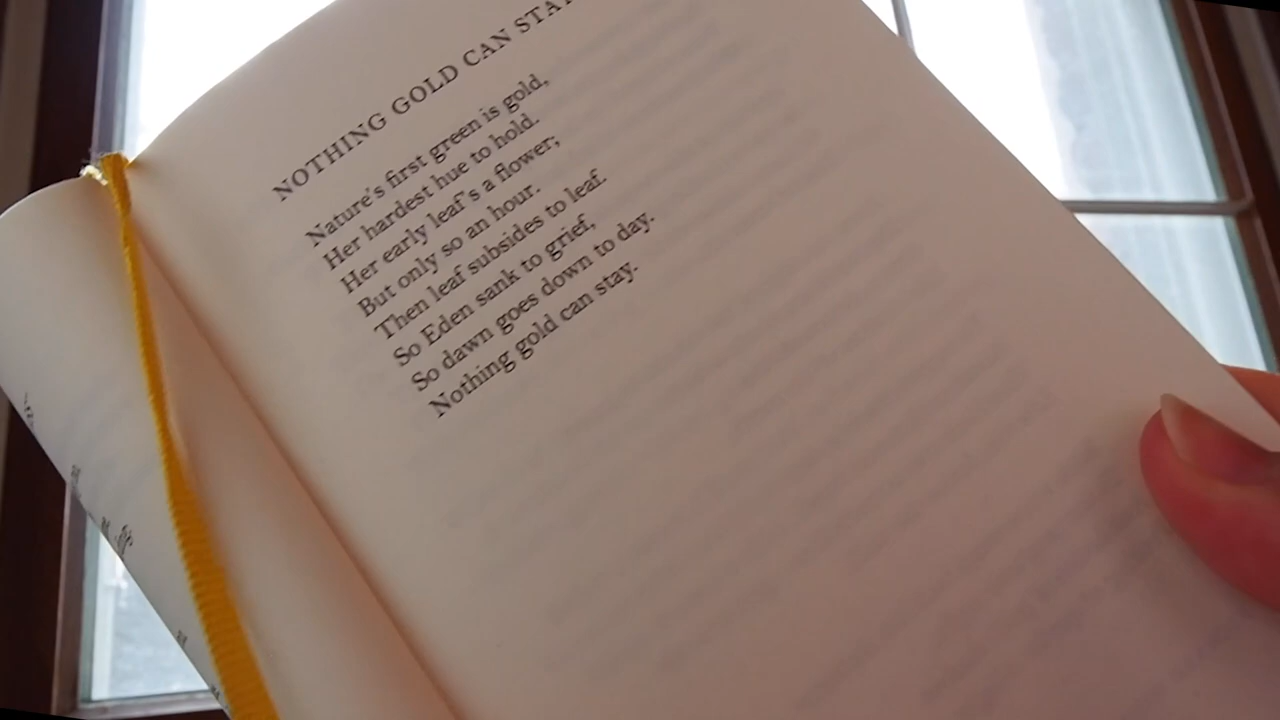 NOTHING GOLD CAN STAY
Nature's first green is gold,
Her hardest hue to hold.
Her early leaf's a flower;
But only so an hour.
Then leaf subsides to leaf.
So Eden sank to grief,
So dawn goes down to day.
Nothing gold can stay.